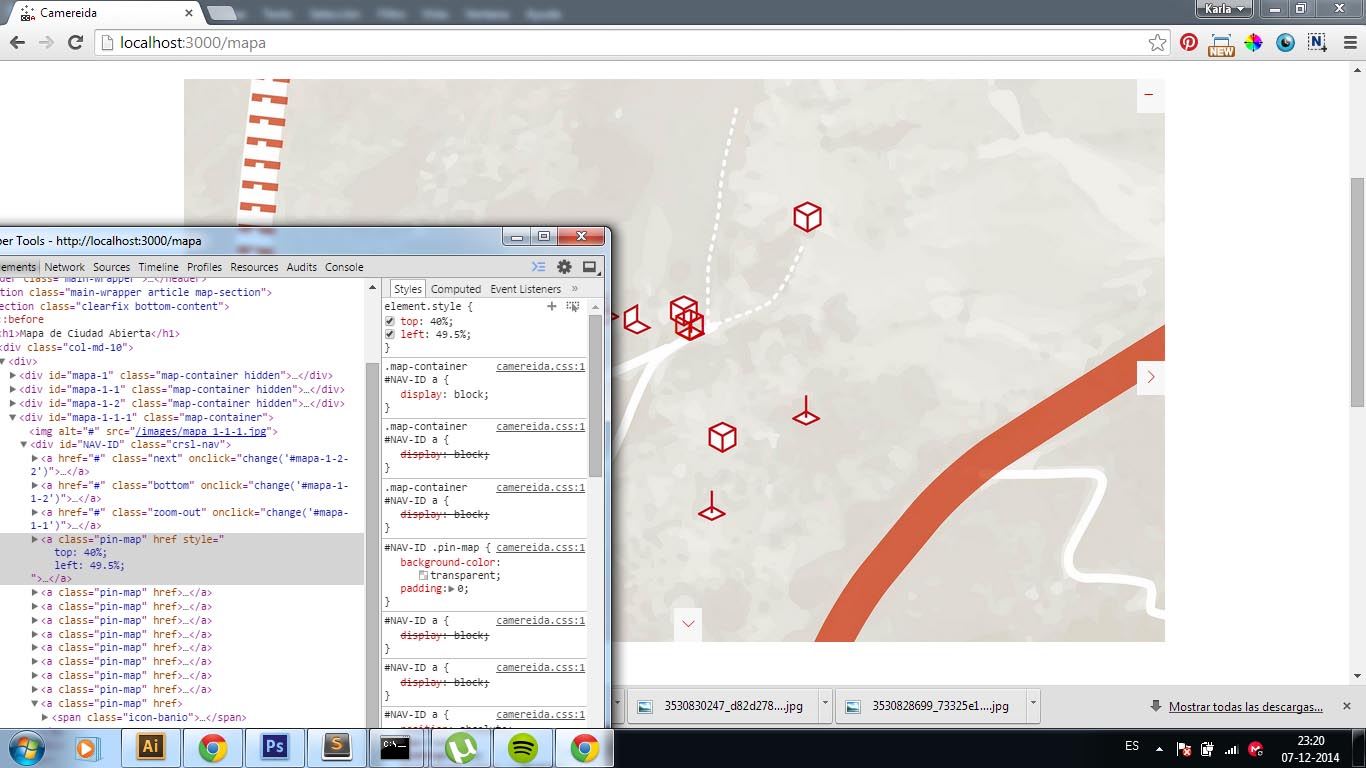 Camereida
Texto Selección Filtro Vista Ventana Ayuda
Karla
localhost:3000/mapa
NEW
per Tools - http://localhost:3000/mapa
Elements Network Sources Timeline Profiles Resources Audits Console
class="main-wrapper">…</header>
ction class="main-wrapper article map-section">
ection class="clearfix bottom-content">
::before
<h1>Mapa de Ciudad Abierta</h1>
<div class="col-md-10">
<div>
<div id="mapa-1" class="map-container hidden">…</div>
<div id="mapa-1-1" class="map-container hidden">…</div>
<div id="mapa-1-2" class="map-container hidden">…</div>
<div id="mapa-1-1-1" class="map-container">
<img alt="#" src="/images/mapa 1-1-1.jpg">
<div id="NAV-ID" class="crsl-nav">
<a href="#" class="next" onclick="change('#mapa-1-2-
2')">…</a>
<a href="#" class="bottom" onclick="change('#mapa-1-
1-2')">…</a>
<a href="#" class="zoom-out" onclick="change('#mapa-
1-1')">…</a>
<a class="pin-map" href style="
top: 40%;
left: 49.5%;
">…</a>
<a class="pin-map" href>…</a>
<a class="pin-map" href>…</a>
<a class="pin-map" href>…</a>
<a class="pin-map" href>…</a>
<a class="pin-map" href>…</a>
<a class="pin-map" href>…</a>
<a class="pin-map" href>…</a>
<a class="pin-map" href>…</a>
<a class="pin-map" href>
<span class="icon-banio">…</span>
Styles Computed Event Listeners »
element.style {
top: 40%;
left: 49.5%;
}
.map-container camereida.css:1
#NAV-ID a {
display: block;
}
.map-container camereida.css:1
#NAV-ID a {
display: block;
}
.map-container camereida.css:1
#NAV-ID a {
display: block;
}
#NAV-ID .pin-map { camereida.css:1
background-color:
transparent;
padding: 0;
}
#NAV-ID a { camereida.css:1
display: block;
}
#NAV-ID a { camereida.css:1
display: block;
}
#NAV-ID a { camereida.css:1
3530830247_d82d278....jpg
3530828699_73325e1....jpg
Mostrar todas las descargas...
Ai
Ps
S
C:\.
ES
23:20
07-12-2014